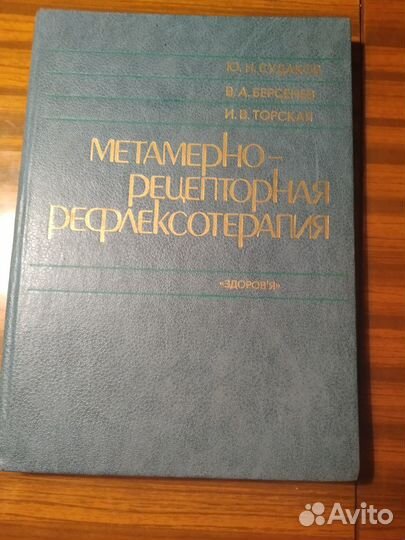 Ю. Н. СУДАКОВ
В. А. БЕРСЕНЕВ
И. В. ТОРСКАЯ
МЕТАМЕРНО-
РЕЦЕПТОРНАЯ
РЕФЛЕКСОТЕРАПИЯ
«ЗДОРОВ'Я»
Avito